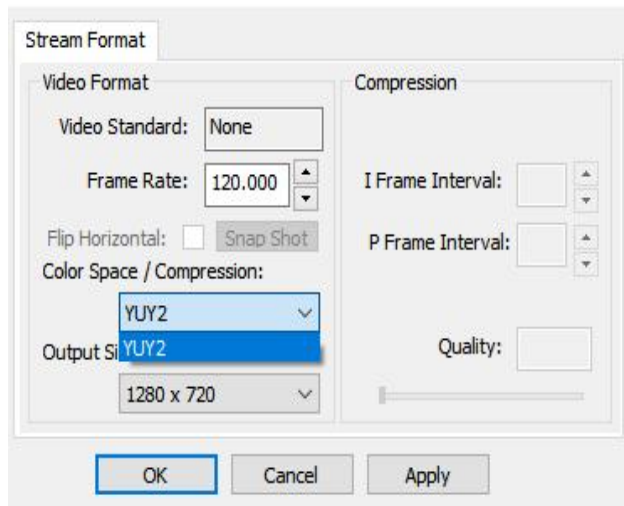 Stream Format
Video Format
Video Standard: None
Frame Rate: 120.000
Flip Horizontal: Snap Shot
Color Space / Compression:
YUY2
YUY2
Output Si
1280 x 720
Compression
I Frame Interval:
P Frame Interval:
Quality:
OK Cancel Apply